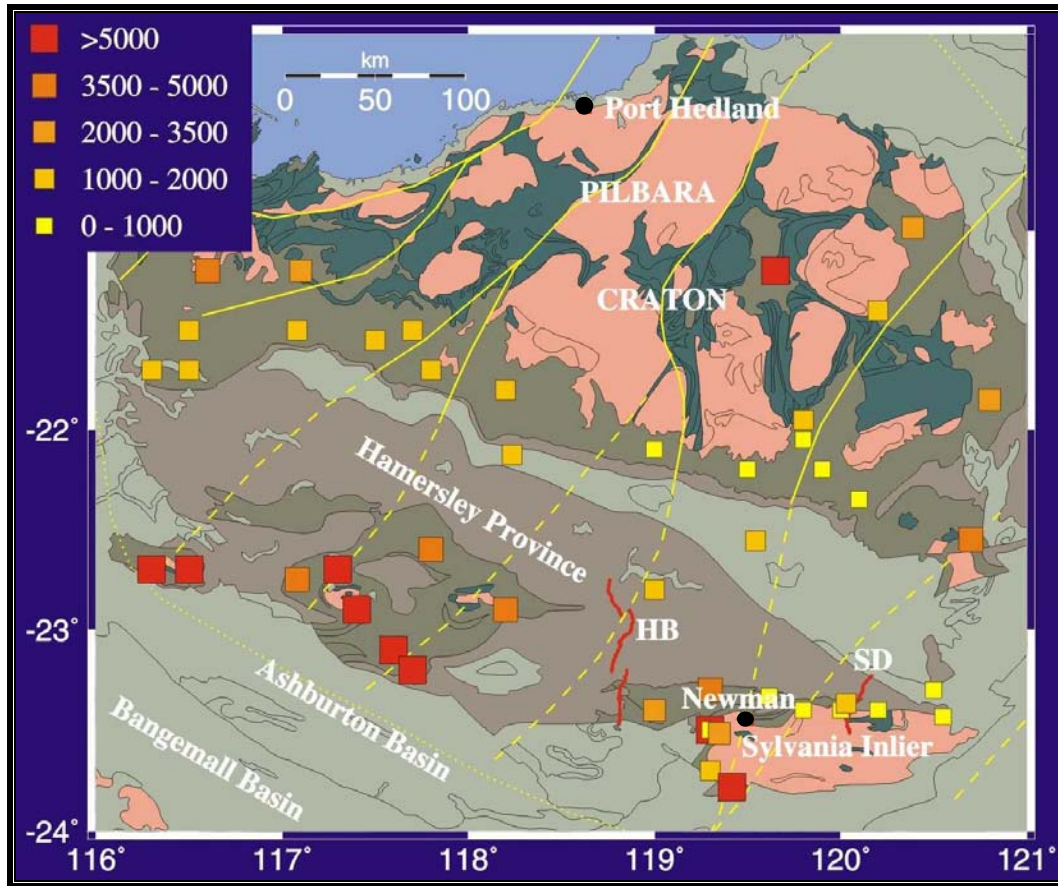 >5000
3500 - 5000
2000 - 3500
1000 - 2000
0 - 1000
km
0 50 100
Port Hedland
PILBARA
CRATON
-22°
Hamersley Province
-23°
HB
SD
Newman
Ashburton Basin
Sylvania Inlier
Bangemall Basin
-24°
116° 117° 118° 119° 120° 121°